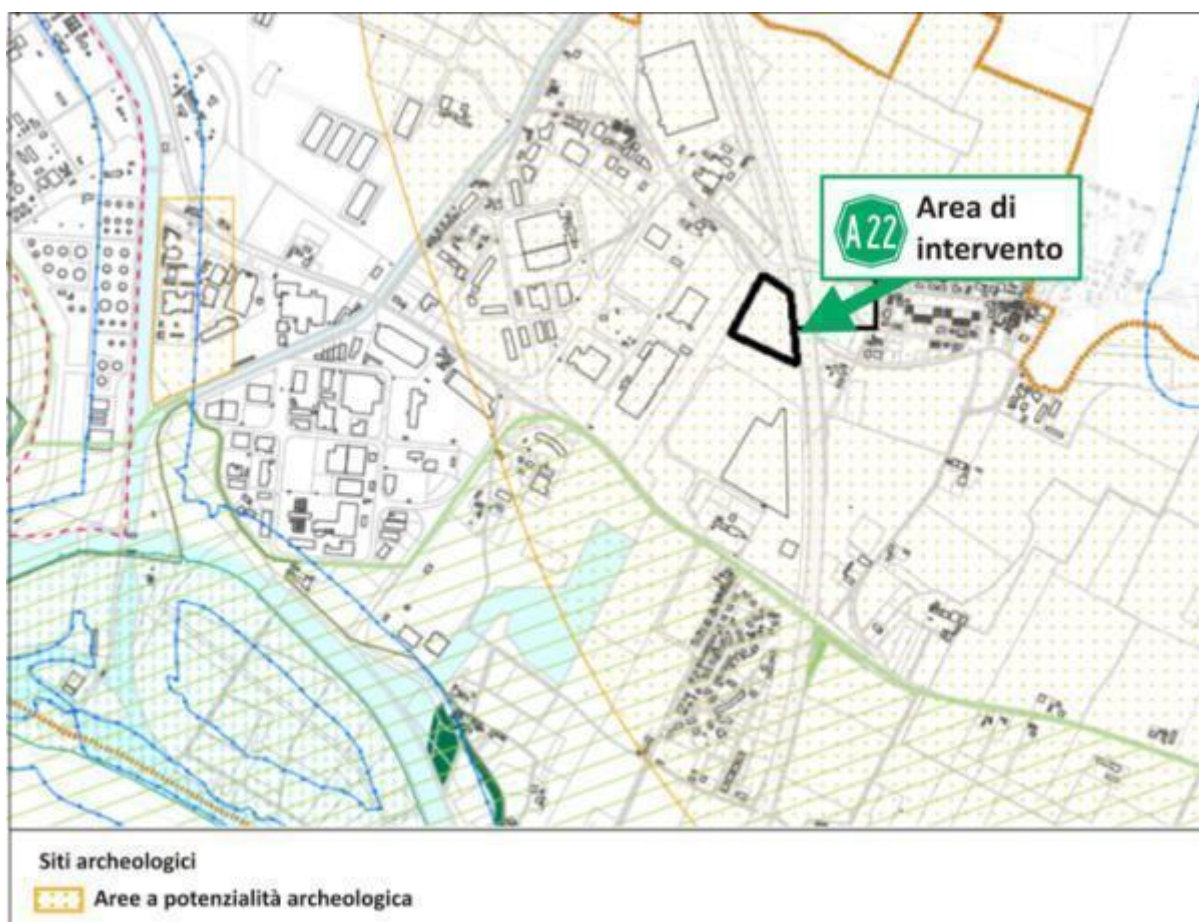 A22
Area di
intervento
Siti archeologici
Aree a potenzialità archeologica